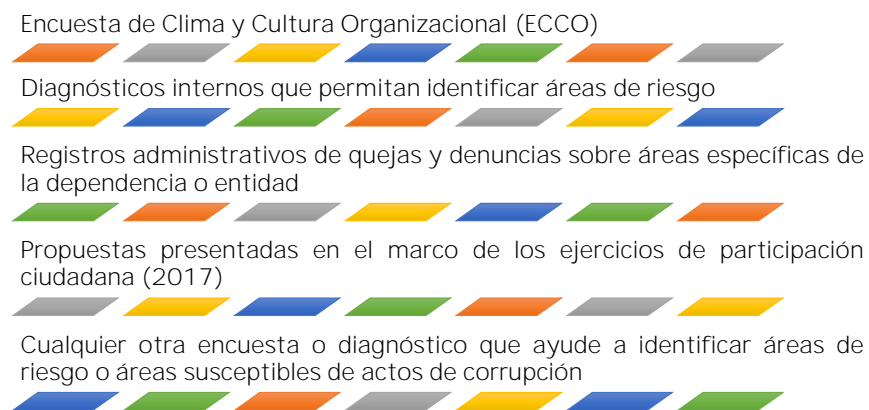 Encuesta de Clima y Cultura Organizacional (ECCO)
Diagnósticos internos que permitan identificar áreas de riesgo
Registros administrativos de quejas y denuncias sobre áreas específicas de
la dependencia o entidad
Propuestas presentadas en el marco de los ejercicios de participación
ciudadana (2017)
Cualquier otra encuesta o diagnóstico que ayude a identificar áreas de
riesgo o áreas susceptibles de actos de corrupción